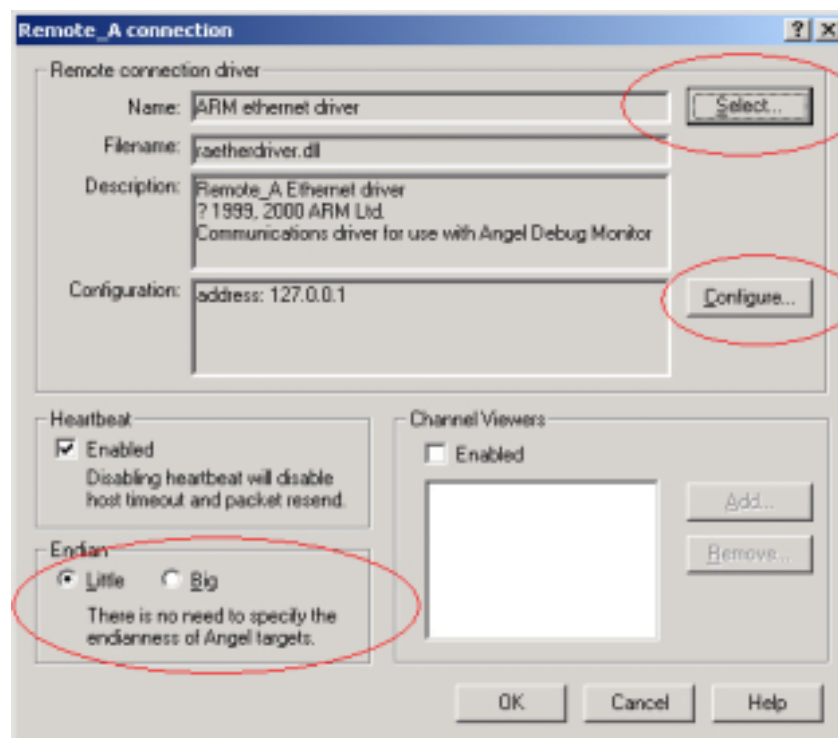 Remote_A connection
Remote connection driver
Name: ARM ethernet driver
Select...
Filename: raetherdriver.dll
Description: Remote_A Ethernet driver
? 1999, 2000 ARM Ltd.
Communications driver for use with Angel Debug Monitor
Configuration: address: 127.0.0.1
Configure...
Heartbeat
Enabled
Disabling heartbeat will disable
host timeout and packet resend.
Endian
Little Big
There is no need to specify the
endianness of Angel targets.
Channel Viewers
Enabled
Add...
Remove...
OK Cancel Help